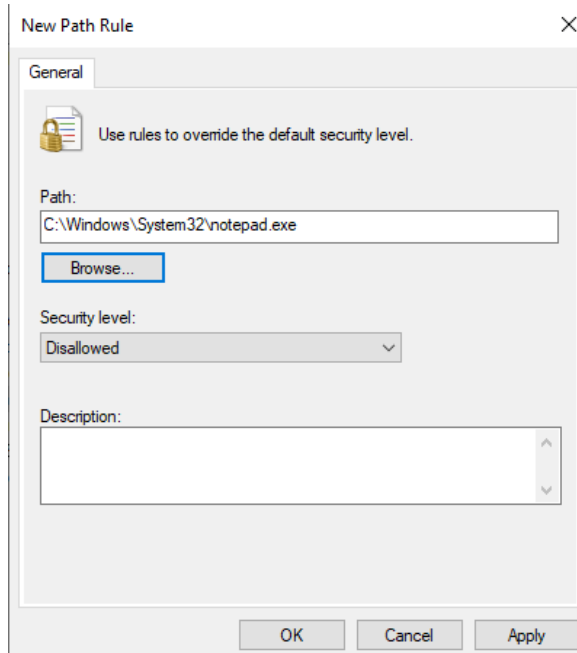 New Path Rule
General
Use rules to override the default security level.
Path:
C:\Windows\System32\notepad.exe
Browse...
Security level:
Disallowed
Description:
OK Cancel Apply